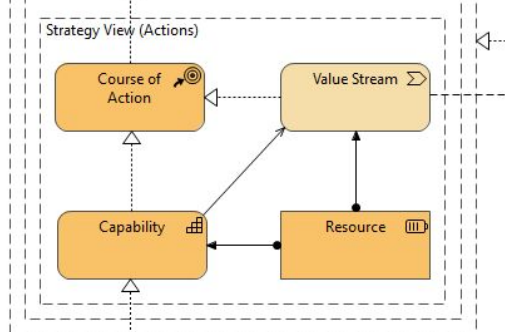 Strategy View (Actions)
Course of
Action
Value Stream
Capability
Resource